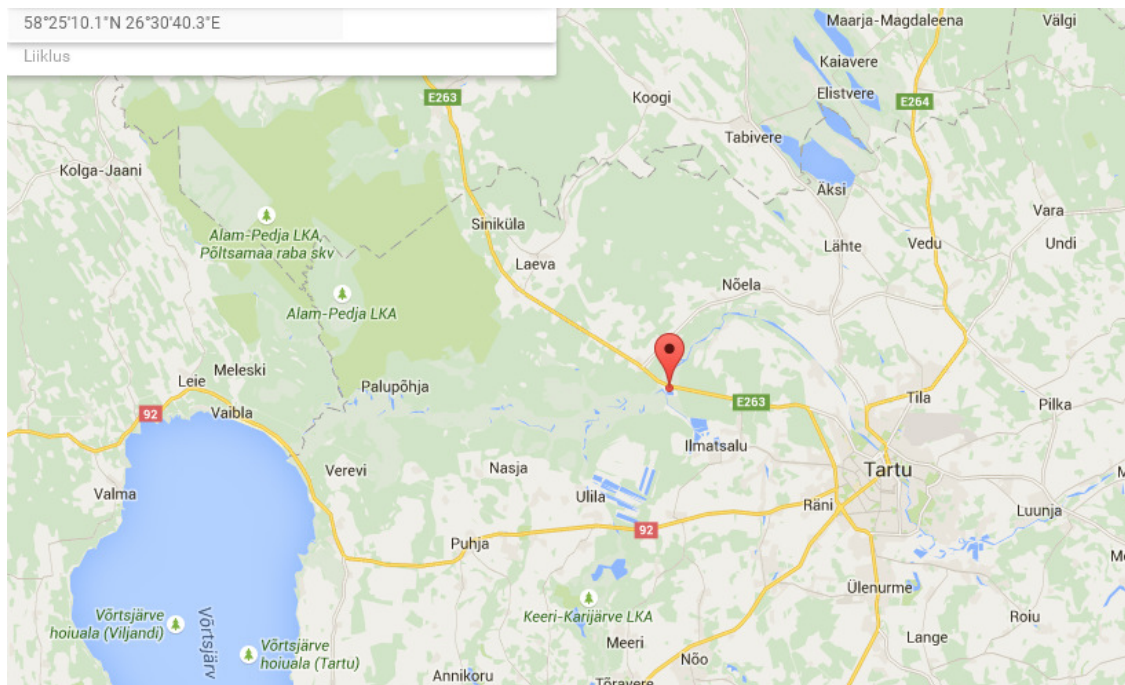 58°25'10.1"N 26°30'40.3"E
Liiklus
Maarja-Magdaleena
Välgi
Kaiavere
Elistvere
E263
Koogi
E264
Tabivere
Kolga-Jaani
Äksi
Vara
Siniküla
Alam-Pedja LKA
Põltsamaa raba skv
Lähte
Vedu
Undi
Laeva
Nõela
Alam-Pedja LKA
Meleski
Leie
Palupõhja
Tila
E263
Pilka
92
Vaibla
Ilmatsalu
Verevi
Nasja
Tartu
Valma
Ulila
Räni
Luunja
92
Puhja
Ülenurme
Keeri-Karijärve LKA
Võrtsjärve
hoiuala (Viljandi)
Võrtsjärv
Roiu
Lange
Meeri
Võrtsjärve
hoiuala (Tartu)
Nõo
Annikoru
Tõravere